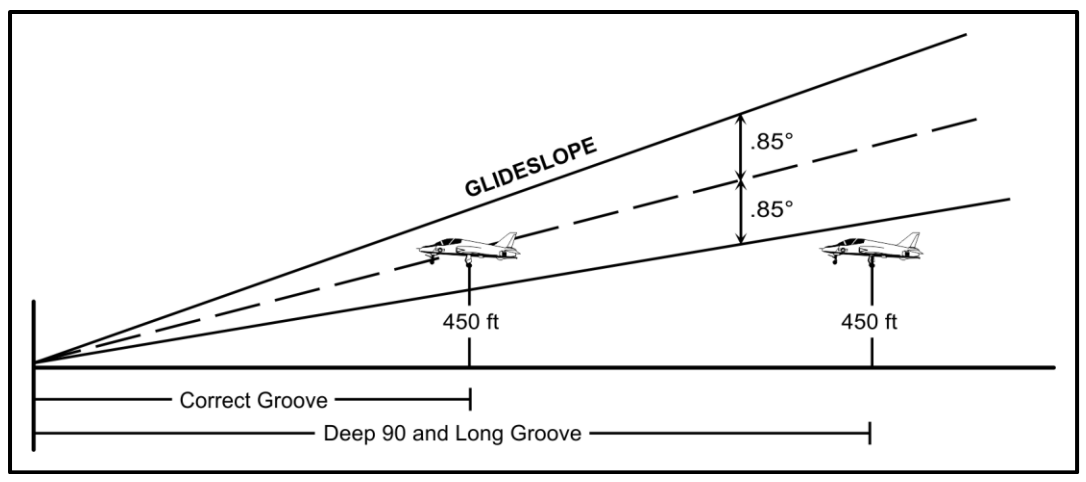 GLIDESLOPE
.85°
.85°
450 ft
450 ft
Correct Groove
Deep 90 and Long Groove